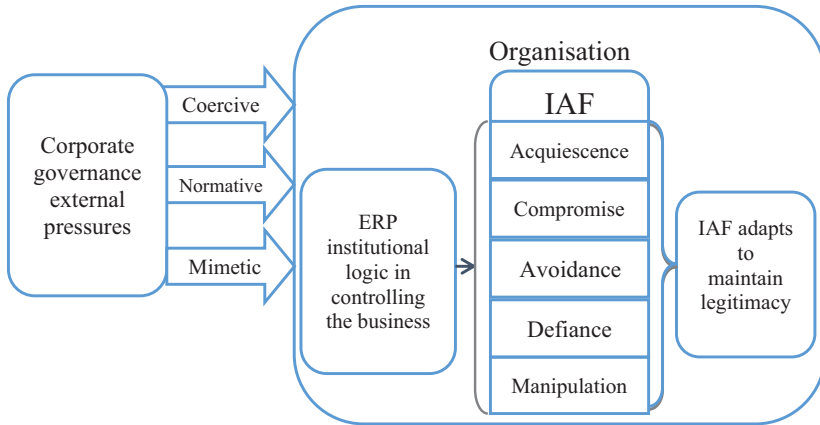 Corporate
governance
external
pressures
Coercive
Normative
Mimetic
Organisation
ERP
institutional
logic in
controlling
the business
IAF
Acquiescence
Compromise
Avoidance
Defiance
Manipulation
IAF adapts
to
maintain
legitimacy